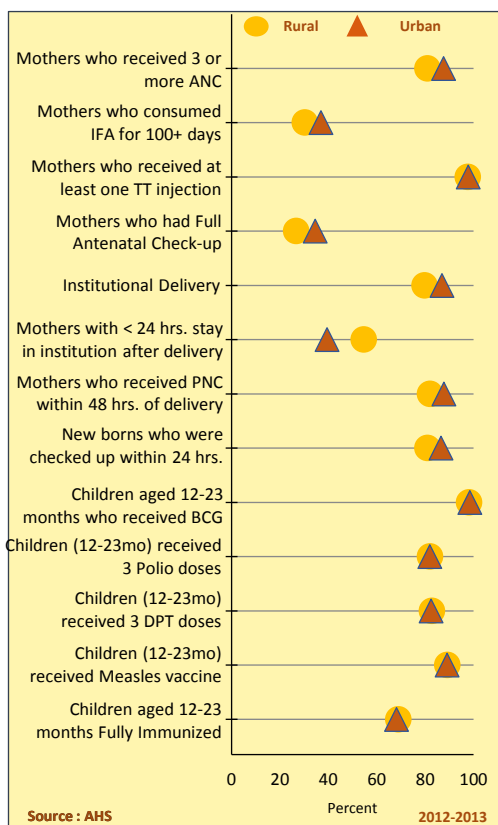 Rural Urban
Mothers who received 3 or
more ANC
Mothers who consumed
IFA for 100+ days
Mothers who received at
least one TT injection
Mothers who had Full
Antenatal Check-up
Institutional Delivery
Mothers with < 24 hrs. stay
in institution after delivery
Mothers who received PNC
within 48 hrs. of delivery
New borns who were
checked up within 24 hrs.
Children aged 12-23
months who received BCG
Children (12-23mo) received
3 Polio doses
Children (12-23mo)
received 3 DPT doses
Children (12-23mo)
received Measles vaccine
Children aged 12-23
months Fully Immunized
0 20 40 60 80 100
Percent
Source : AHS 2012-2013